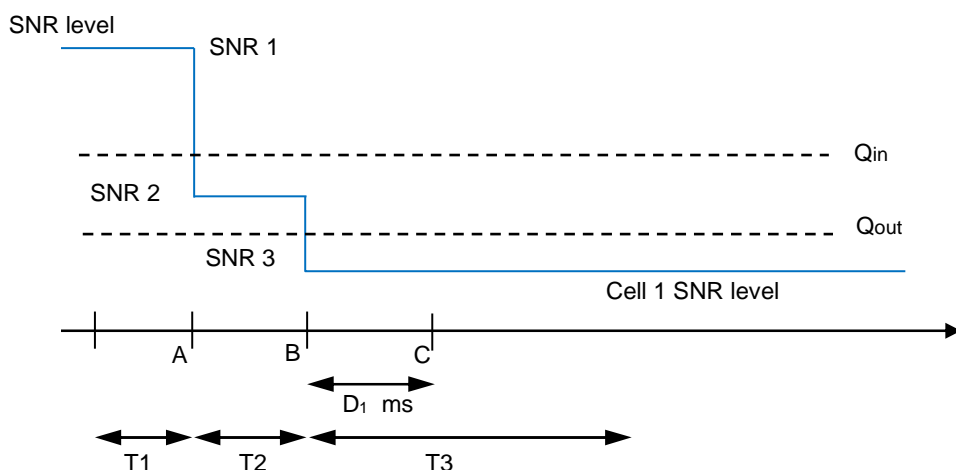 SNR level
SNR 1
Qin
SNR 2
Qout
SNR 3
Cell 1 SNR level
A
B
C
D1 ms
T1
T2
T3